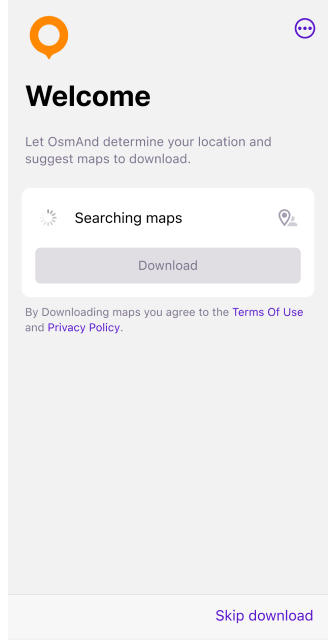 Welcome
Let OsmAnd determine your location and
suggest maps to download.
Searching maps
Download
By Downloading maps you agree to the Terms Of Use
and Privacy Policy.
Skip download